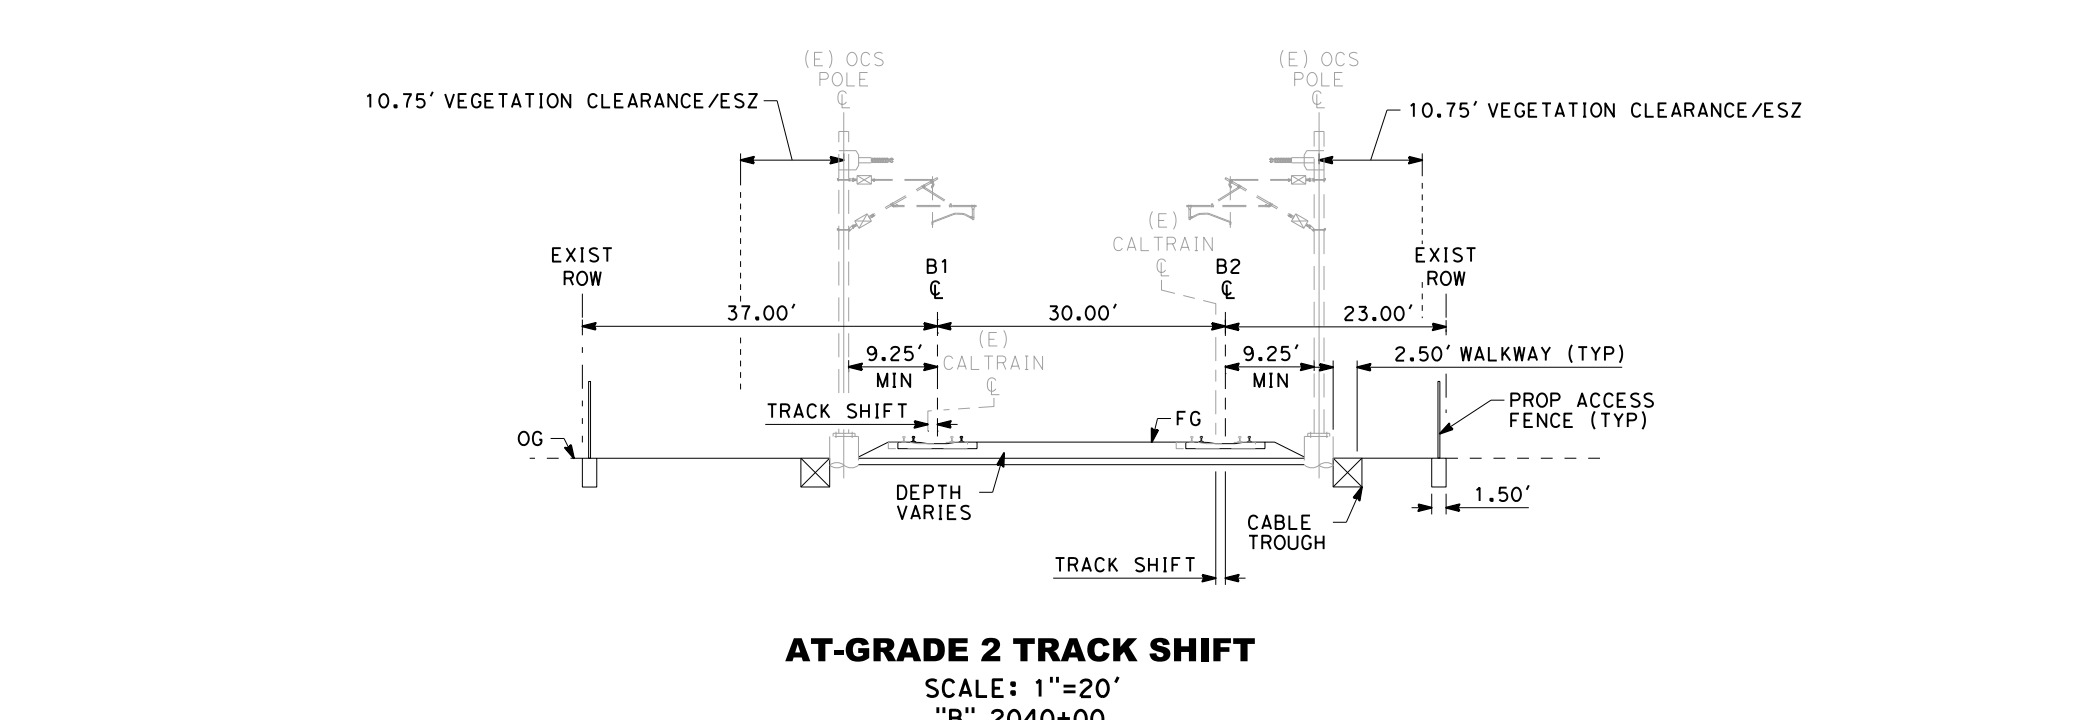 (E) OCS
POLE
℄
(E) OCS
POLE
℄
10.75' VEGETATION CLEARANCE/ESZ
10.75' VEGETATION CLEARANCE/ESZ
(E)
CALTRAIN
℄
EXIST
ROW
B1
℄
B2
℄
EXIST
ROW
37.00'
30.00'
23.00'
(E)
CALTRAIN
℄
9.25'
MIN
9.25'
MIN
2.50' WALKWAY (TYP)
TRACK SHIFT
FG
PROP ACCESS
FENCE (TYP)
OG
DEPTH
VARIES
1.50'
CABLE
TROUGH
TRACK SHIFT
AT-GRADE 2 TRACK SHIFT
SCALE: 1"=20'
"B" 2040+00